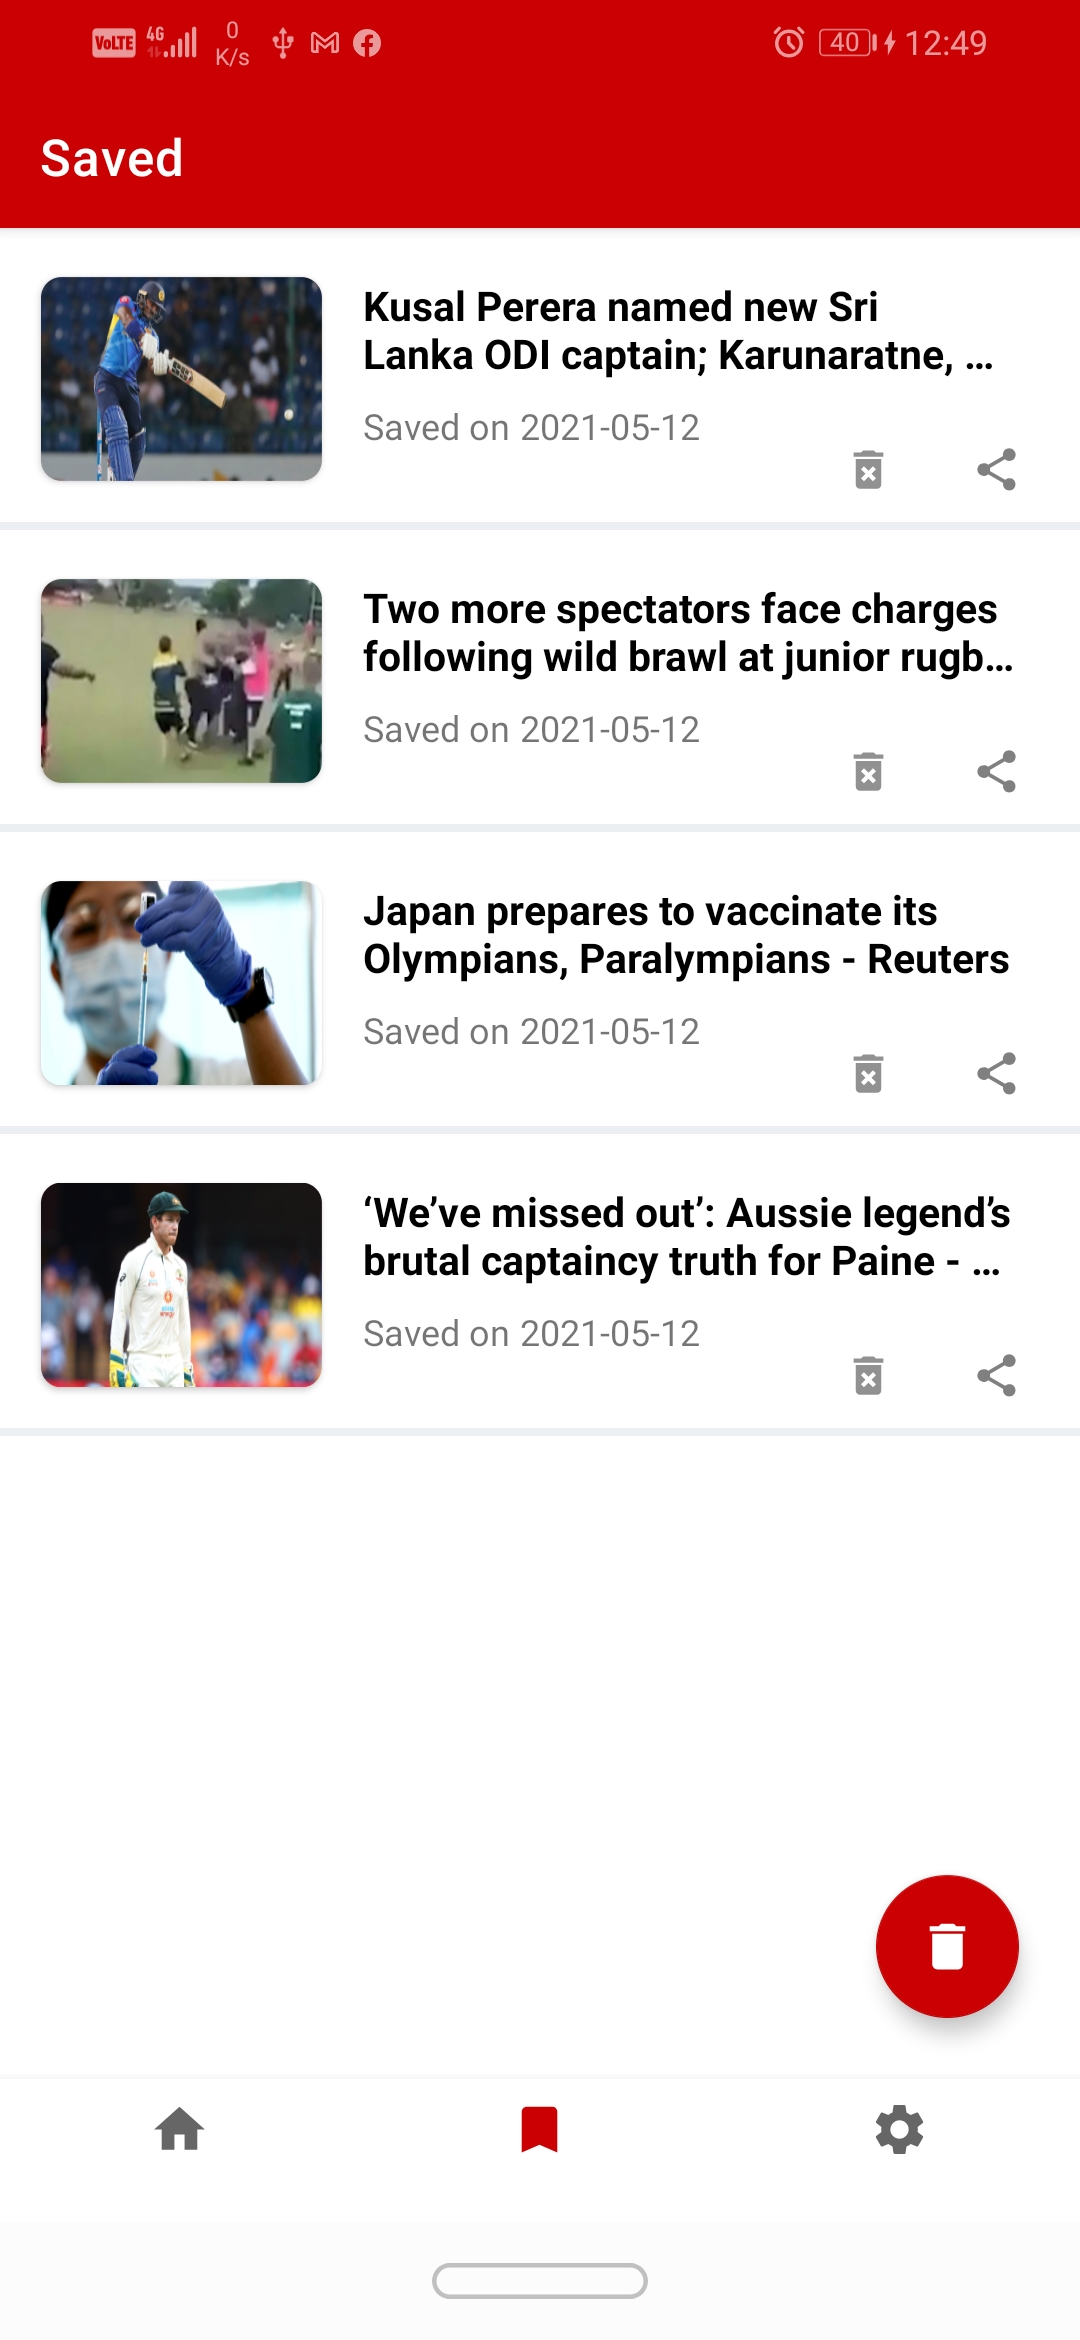 VoLTE 4G 0 K/s 40 12:49
Saved
Kusal Perera named new Sri
Lanka ODI captain; Karunaratne, ...
Saved on 2021-05-12
Two more spectators face charges
following wild brawl at junior rugb...
Saved on 2021-05-12
Japan prepares to vaccinate its
Olympians, Paralympians - Reuters
Saved on 2021-05-12
‘We’ve missed out’: Aussie legend’s
brutal captaincy truth for Paine - ...
Saved on 2021-05-12